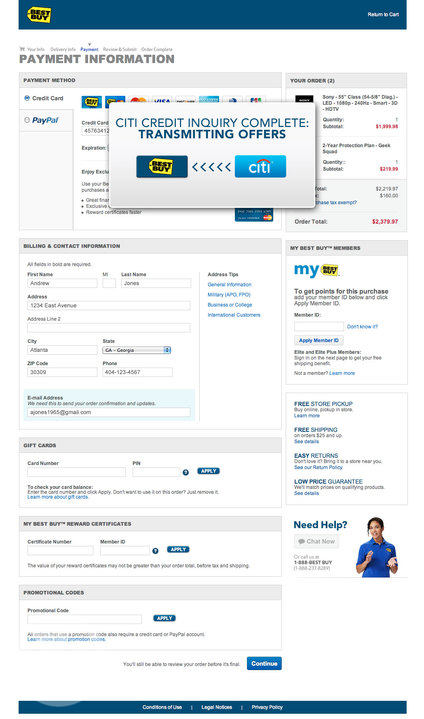 BEST BUY
Return to Cart
Your Info Delivery Info Payment Review & Submit Order Complete
PAYMENT INFORMATION
PAYMENT METHOD
Credit Card
PayPal
VISA
Credit Card
45763412
Expiration:
Enjoy Exclu
Use your Be
purchases a
Great finan
Exclusive
Reward certificates faster
CITI CREDIT INQUIRY COMPLETE:
TRANSMITTING OFFERS
BEST BUY
<<<<<
citi
YOUR ORDER (2)
SONY
Sony - 55" Class (54-5/8" Diag.) -
LED - 1080p - 240Hz - Smart - 3D
- HDTV
Quantity: 1
Subtotal: $1,999.98
2-Year Protection Plan - Geek
Squad
Quantity: 1
Subtotal: $219.99
otal: $2,219.97
$160.00
chase tax exempt?
Order Total: $2,379.97
BILLING & CONTACT INFORMATION
All fields in bold are required.
First Name MI Last Name
Andrew Jones
Address
1234 East Avenue
Address Line 2
City State
Atlanta GA – Georgia
ZIP Code Phone
30309 404-123-4567
E-mail Address
We need this to send your order confirmation and updates.
ajones1965@gmail.com
Address Tips
General Information
Military (APO, FPO)
Business or College
International Customers
MY BEST BUY™ MEMBERS
my BEST BUY
To get points for this purchase
add your member ID below and click
Apply Member ID.
Member ID:
Don't know it?
Apply Member ID
Elite and Elite Plus Members:
Sign in on the next page to get your free
shipping benefit.
Not a member? Learn more
FREE STORE PICKUP
Buy online, pickup in store.
Learn more
FREE SHIPPING
on orders $25 and up.
See details
EASY RETURNS
Don't love it? Bring it to a store near you.
See our Return Policy
LOW PRICE GUARANTEE
We'll match prices on qualifying products.
See details
GIFT CARDS
Card Number PIN
? APPLY
To check your card balance:
Enter the card number and click Apply. Don't want to use it on this order? Just remove it.
Learn more about gift cards.
MY BEST BUY™ REWARD CERTIFICATES
Certificate Number Member ID
? APPLY
The value of your reward certificates may not be greater than your order total, before tax and shipping.
Need Help?
Chat Now
Or call us at
1-888-BEST BUY
(1-888-237-8289)
PROMOTIONAL CODES
Promotional Code
APPLY
All orders that use a promotion code also require a credit card or PayPal account.
Learn more about promotion codes.
You'll still be able to review your order before it's final.
Continue
Conditions of Use | Legal Notices | Privacy Policy